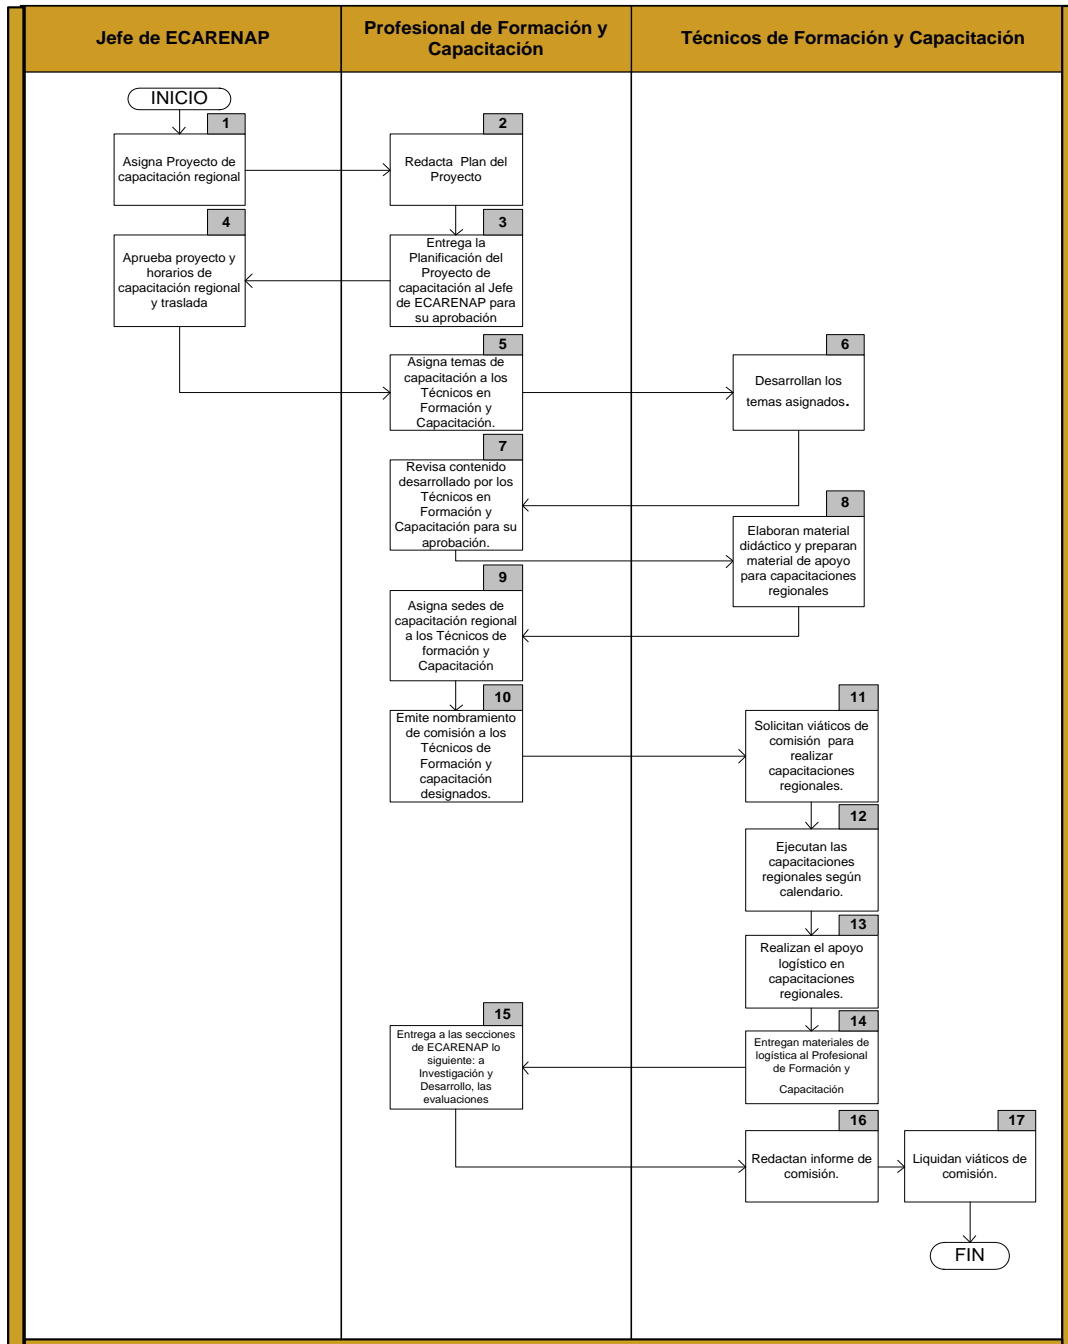 Jefe de ECARENAP
Profesional de Formación y
Capacitación
Técnicos de Formación y Capacitación
INICIO
1
Asigna Proyecto de
capacitación regional
2
Redacta Plan del
Proyecto
3
Entrega la
Planificación del
Proyecto de
capacitación al Jefe
de ECARENAP para
su aprobación
4
Aprueba proyecto y
horarios de
capacitación regional
y traslada
5
Asigna temas de
capacitación a los
Técnicos en
Formación y
Capacitación.
6
Desarrollan los
temas asignados.
7
Revisa contenido
desarrollado por los
Técnicos en
Formación y
Capacitación para su
aprobación.
8
Elaboran material
didáctico y preparan
material de apoyo
para capacitaciones
regionales
9
Asigna sedes de
capacitación regional
a los Técnicos de
formación y
Capacitación
10
Emite nombramiento
de comisión a los
Técnicos de
Formación y
capacitación
designados.
11
Solicitan viáticos de
comisión para
realizar
capacitaciones
regionales.
12
Ejecutan las
capacitaciones
regionales según
calendario.
13
Realizan el apoyo
logístico en
capacitaciones
regionales.
14
Entregan materiales de
logística al Profesional
de Formación y
Capacitación
15
Entrega a las secciones
de ECARENAP lo
siguiente: a
Investigación y
Desarrollo, las
evaluaciones
16
Redactan informe de
comisión.
17
Liquidan viáticos de
comisión.
FIN